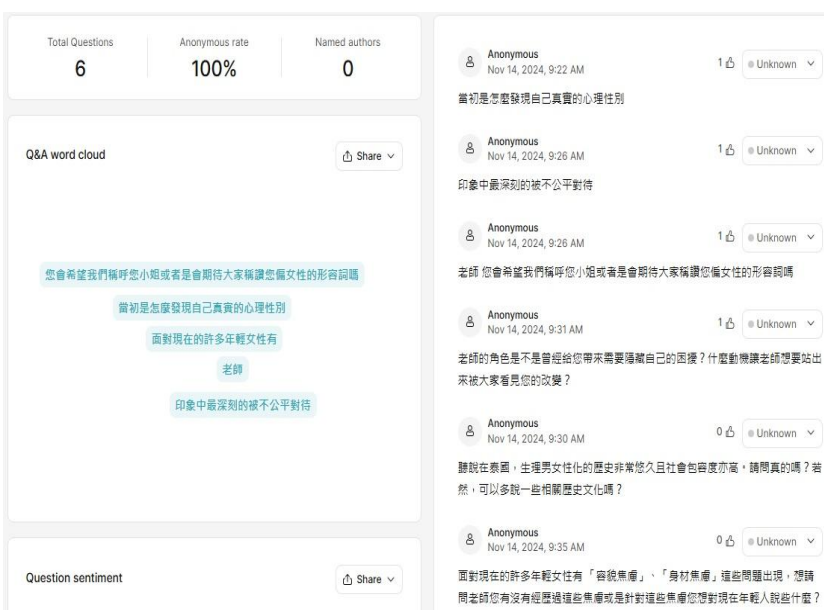 Total Questions
6
Anonymous rate
100%
Named authors
0
Q&A word cloud
Share
您會希望我們稱呼您小姐或者是會期待大家稱讚您偏女性的形容詞嗎
當初是怎麼發現自己真實的心理性別
面對現在的許多年輕女性有
老師
印象中最深刻的被不公平對待
Question sentiment
Share
Anonymous
Nov 14, 2024, 9:22 AM
1
Unknown
當初是怎麼發現自己真實的心理性別
Anonymous
Nov 14, 2024, 9:26 AM
1
Unknown
印象中最深刻的被不公平對待
Anonymous
Nov 14, 2024, 9:26 AM
1
Unknown
老師 您會希望我們稱呼您小姐或者是會期待大家稱讚您偏女性的形容詞嗎
Anonymous
Nov 14, 2024, 9:31 AM
1
Unknown
老師的角色是不是曾經給您帶來需要隱藏自己的困擾？什麼動機讓老師想要站出
來被大家看見您的改變？
Anonymous
Nov 14, 2024, 9:30 AM
0
Unknown
聽說在泰國，生理男女性化的歷史非常悠久且社會包容度亦高。請問真的嗎？若
然，可以多說一些相關歷史文化嗎？
Anonymous
Nov 14, 2024, 9:35 AM
0
Unknown
面對現在的許多年輕女性有「容貌焦慮」、「身材焦慮」這些問題出現，想請
問老師您有沒有經歷過這些焦慮或是針對這些焦慮您想對現在年輕人說些什麼？